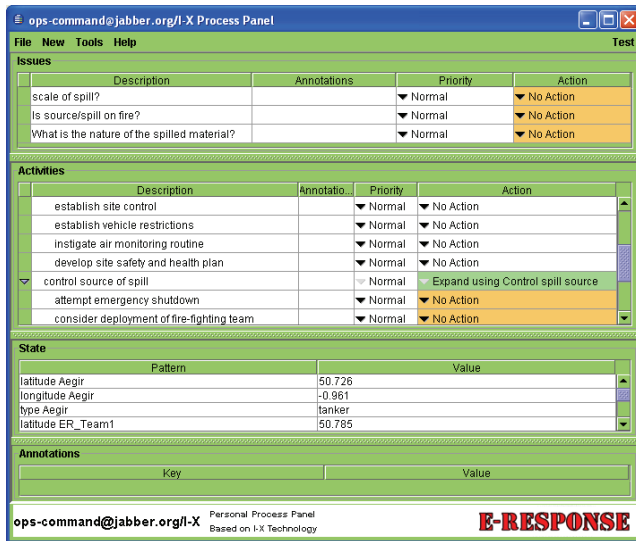 ops-command@jabber.org/I-X Process Panel
File New Tools Help Test
Issues
Description Annotations Priority Action
scale of spill? Normal No Action
Is source/spill on fire? Normal No Action
What is the nature of the spilled material? Normal No Action
Activities
Description Annotatio... Priority Action
establish site control Normal No Action
establish vehicle restrictions Normal No Action
instigate air monitoring routine Normal No Action
develop site safety and health plan Normal No Action
control source of spill Normal Expand using Control spill source
attempt emergency shutdown Normal No Action
consider deployment of fire-fighting team Normal No Action
State
Pattern Value
latitude Aegir 50.726
longitude Aegir -0.961
type Aegir tanker
latitude ER_Team1 50.785
Annotations
Key Value
ops-command@jabber.org/I-X Personal Process Panel
Based on I-X Technology
E-RESPONSE